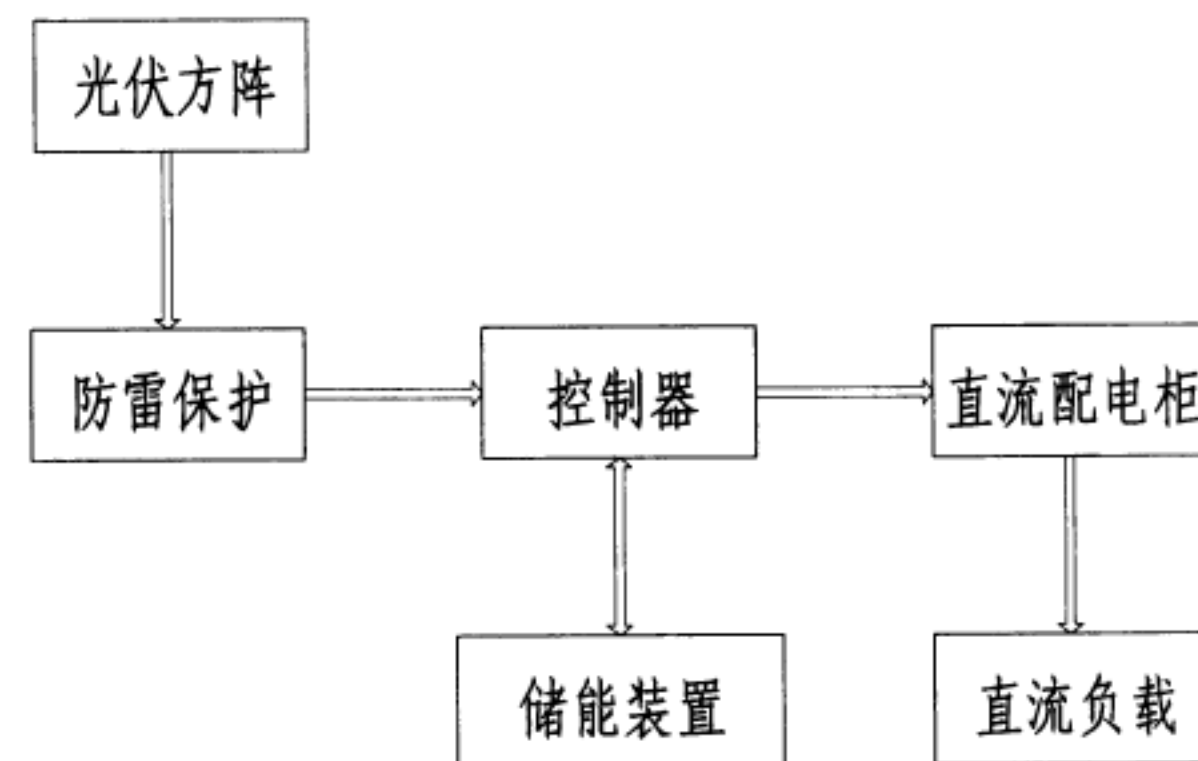 光伏方阵
防雷保护
控制器
直流配电柜
储能装置
直流负载